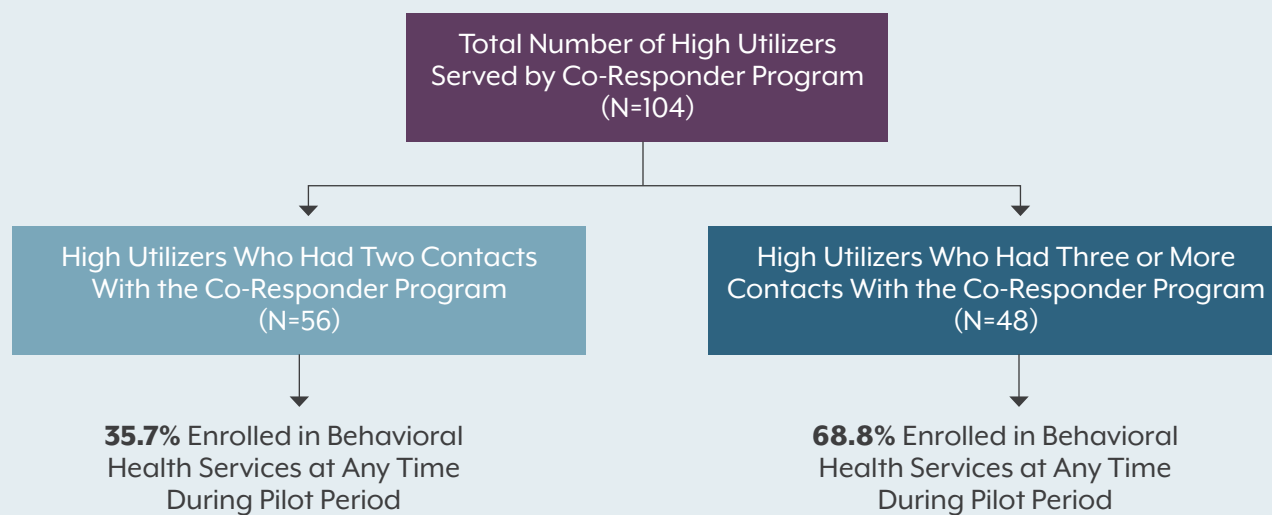 Total Number of High Utilizers
Served by Co-Responder Program
(N=104)
High Utilizers Who Had Two Contacts
With the Co-Responder Program
(N=56)
High Utilizers Who Had Three or More
Contacts With the Co-Responder Program
(N=48)
35.7% Enrolled in Behavioral
Health Services at Any Time
During Pilot Period
68.8% Enrolled in Behavioral
Health Services at Any Time
During Pilot Period